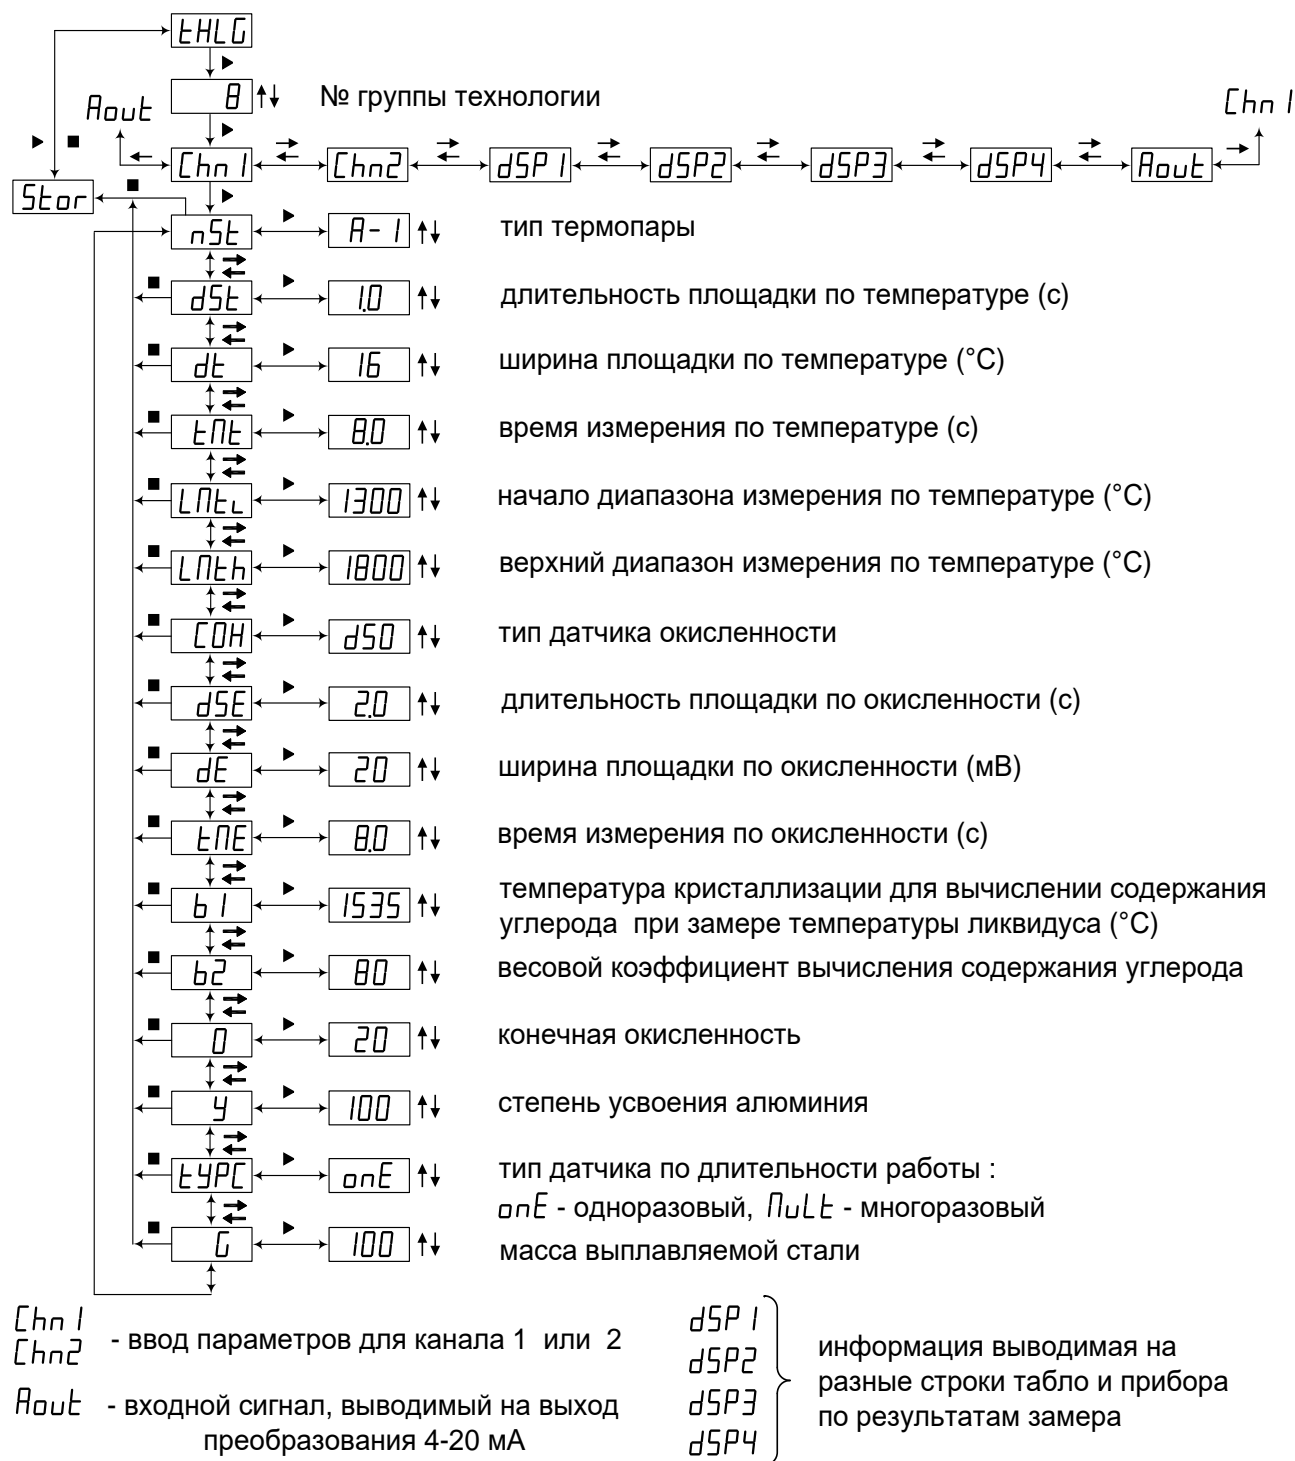 tHLG
8 № группы технологии
Aout Chn1
Chn1 Chn2 dSP1 dSP2 dSP3 dSP4 Aout
Stor
nSt A-1 тип термопары
dSt 1.0 длительность площадки по температуре (с)
dt 16 ширина площадки по температуре (°C)
tПt 8.0 время измерения по температуре (с)
LПtL 1300 начало диапазона измерения по температуре (°C)
LПth 1800 верхний диапазон измерения по температуре (°C)
COH dSO тип датчика окисленности
dSE 2.0 длительность площадки по окисленности (с)
dE 20 ширина площадки по окисленности (мВ)
tПE 8.0 время измерения по окисленности (с)
b1 1535 температура кристаллизации для вычислении содержания
углерода при замере температуры ликвидуса (°C)
b2 80 весовой коэффициент вычисления содержания углерода
O 20 конечная окисленность
У 100 степень усвоения алюминия
tYPC onE тип датчика по длительности работы :
onE - одноразовый, ПuLt - многоразовый
G 100 масса выплавляемой стали
Chn1
Chn2 - ввод параметров для канала 1 или 2
Aout - входной сигнал, выводимый на выход
преобразования 4-20 мА
dSP1
dSP2
dSP3
dSP4
информация выводимая на
разные строки табло и прибора
по результатам замера